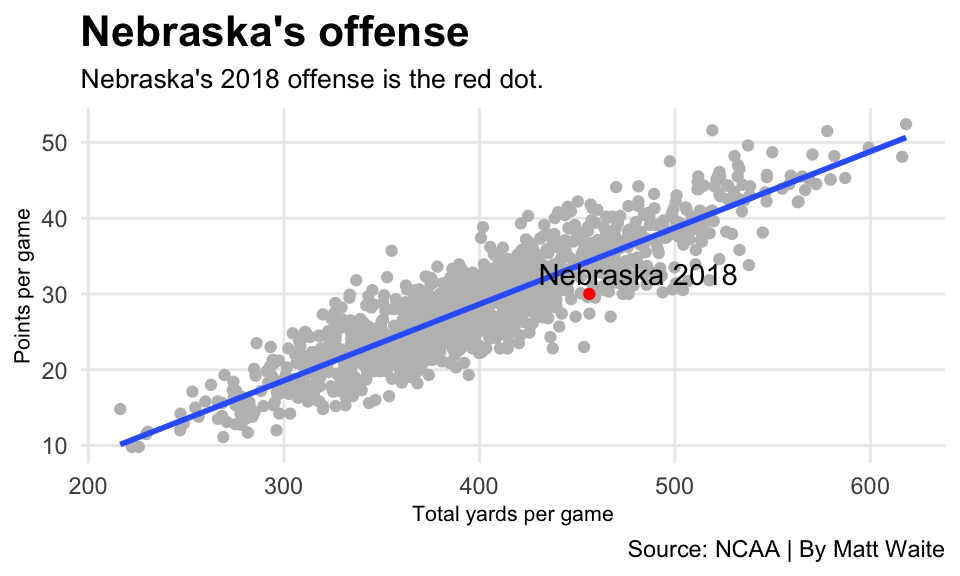 Nebraska's offense
Nebraska's 2018 offense is the red dot.
Points per game
50
40
30
20
10
Nebraska 2018
200 300 400 500 600
Total yards per game
Source: NCAA | By Matt Waite